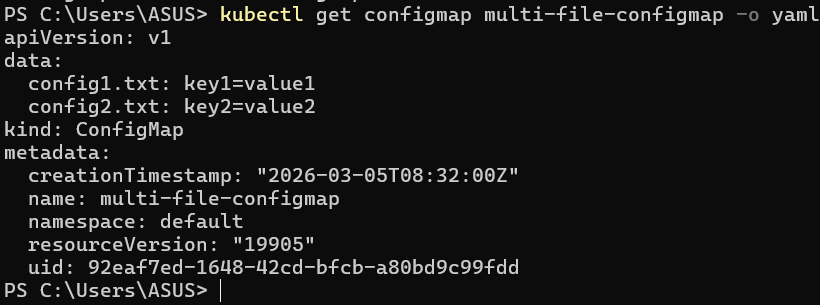 PS C:\Users\ASUS> kubectl get configmap multi-file-configmap -o yaml
apiVersion: v1
data:
  config1.txt: key1=value1
  config2.txt: key2=value2
kind: ConfigMap
metadata:
  creationTimestamp: "2026-03-05T08:32:00Z"
  name: multi-file-configmap
  namespace: default
  resourceVersion: "19905"
  uid: 92eaf7ed-1648-42cd-bfcb-a80bd9c99fdd
PS C:\Users\ASUS>